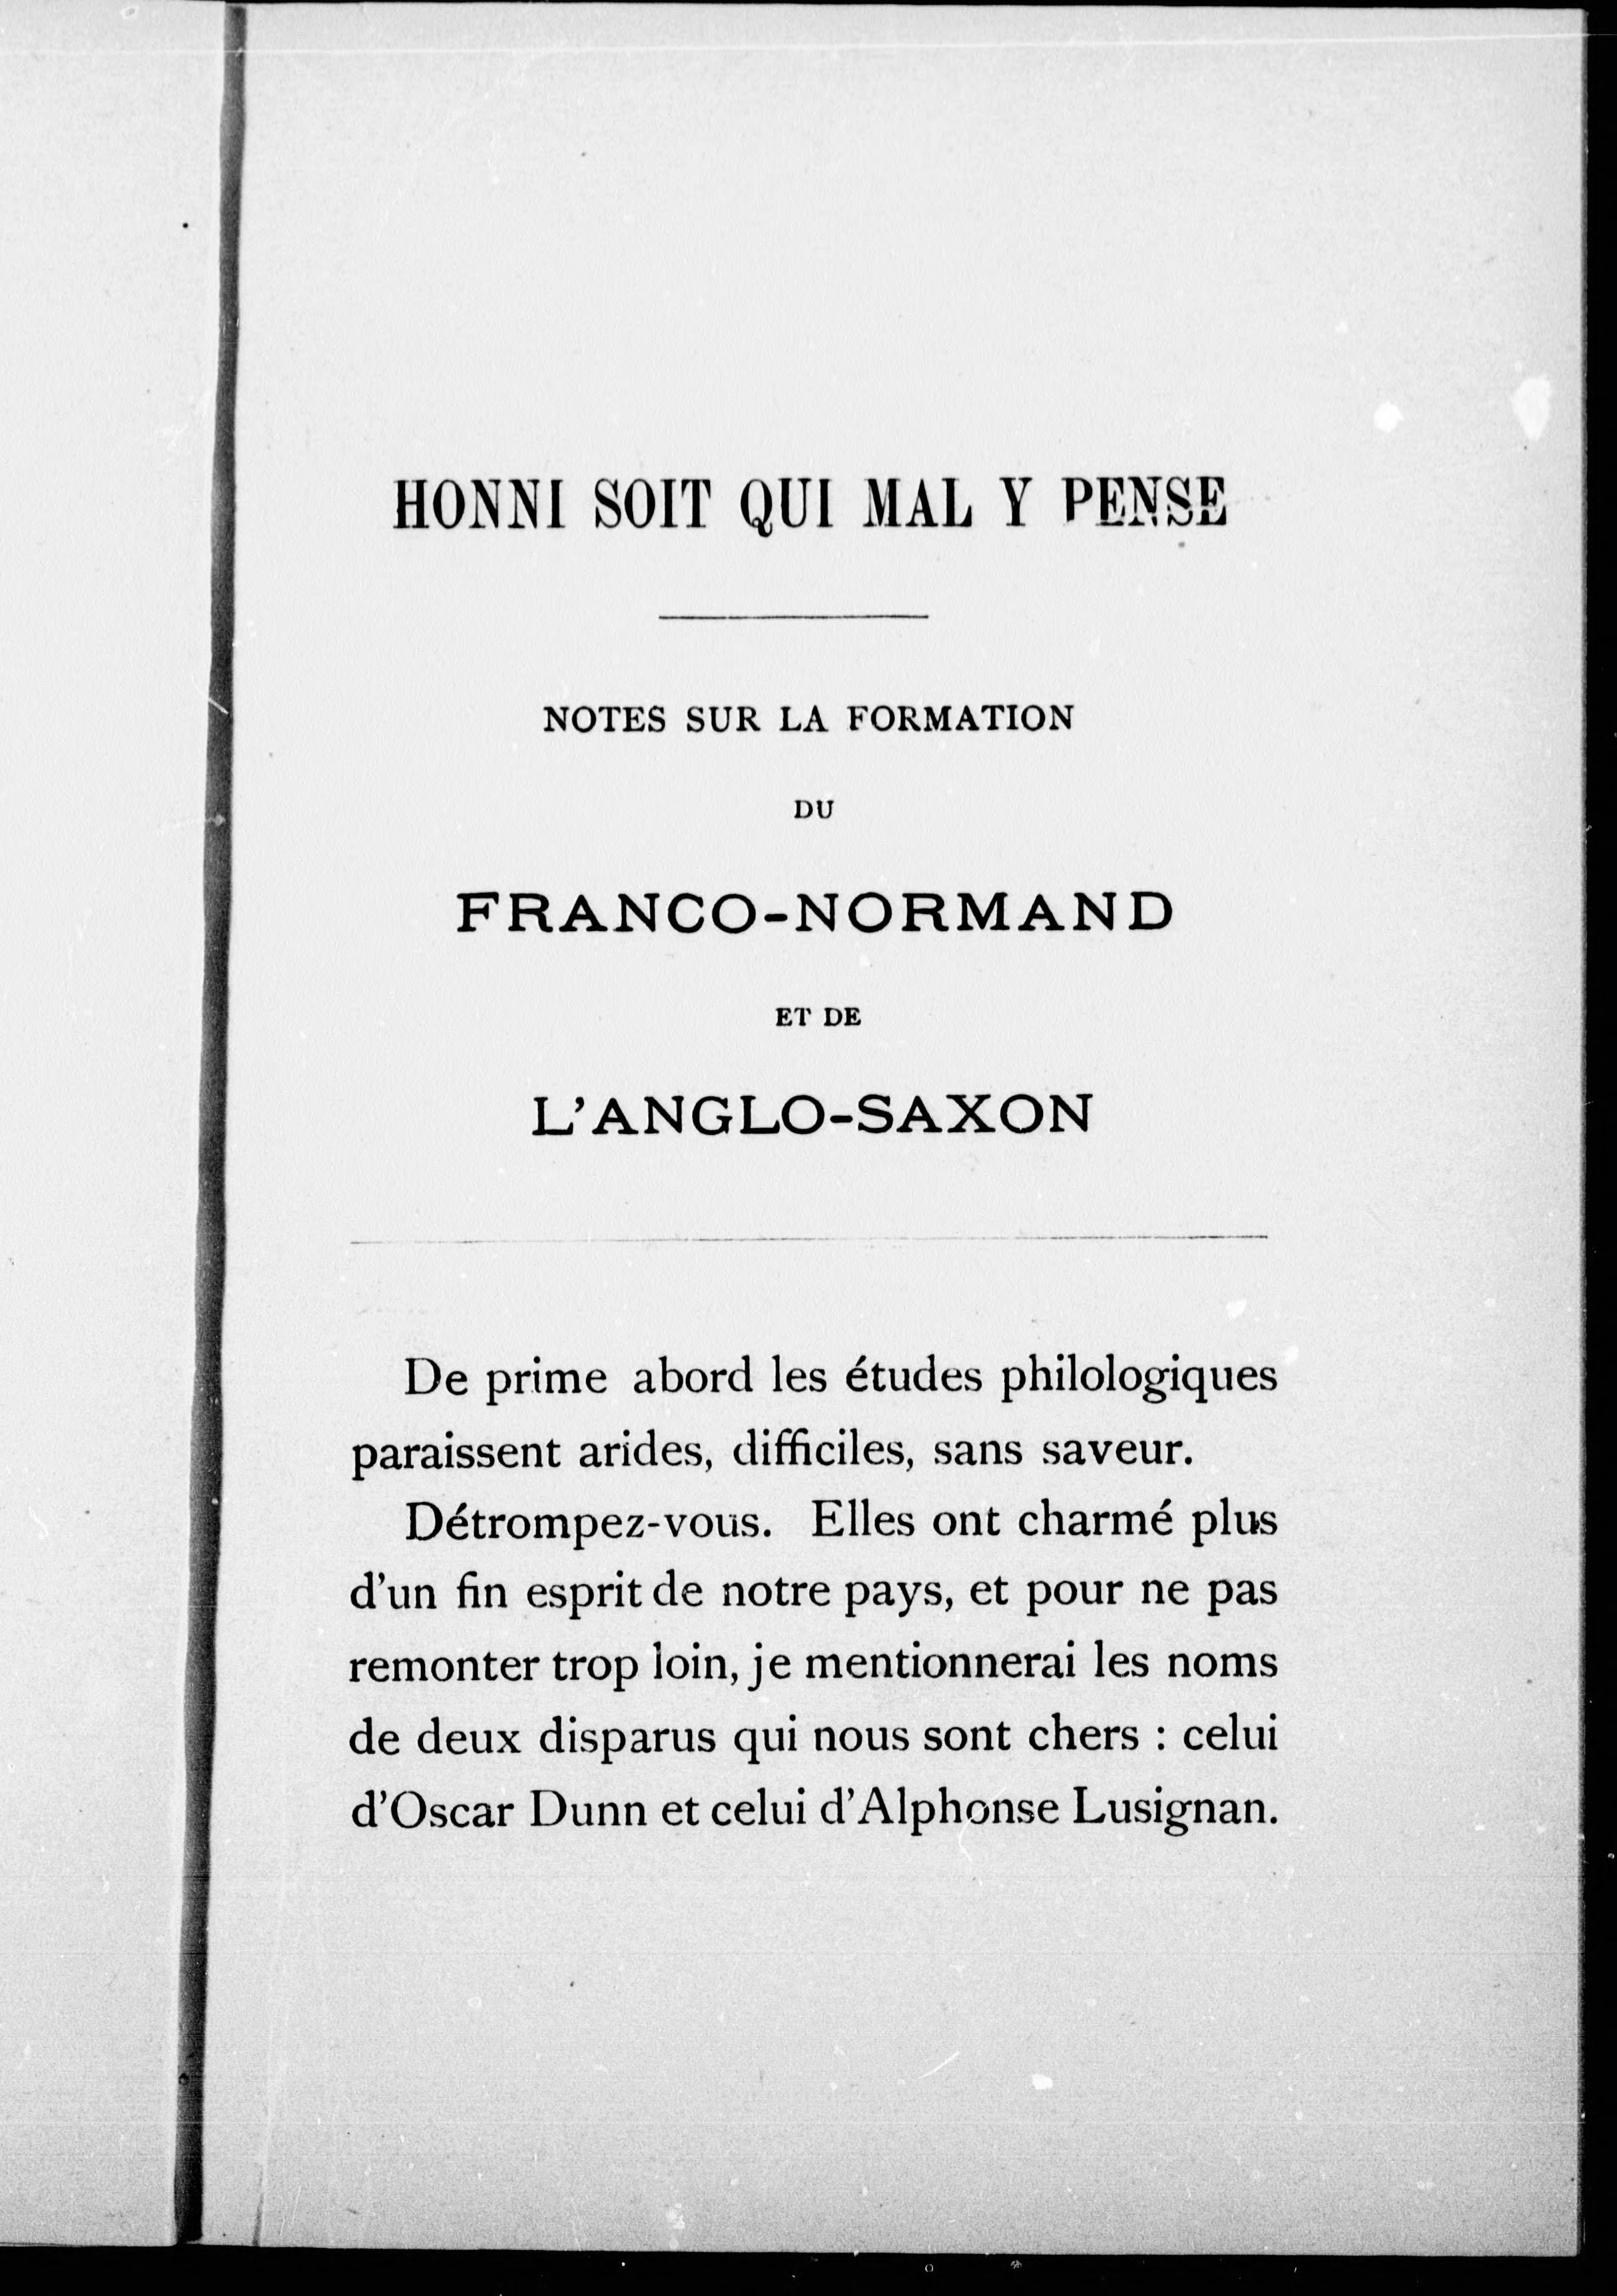 HONNI SOIT QUI MAL Y PENSE
NOTES SUR LA FORMATION
DU
FRANCO-NORMAND
ET DE
L'ANGLO-SAXON
De prime abord les études philologiques
paraissent arides, difficiles, sans saveur.
Détrompez-vous. Elles ont charmé plus
d'un fin esprit de notre pays, et pour ne pas
remonter trop loin, je mentionnerai les noms
de deux disparus qui nous sont chers : celui
d'Oscar Dunn et celui d'Alphonse Lusignan.